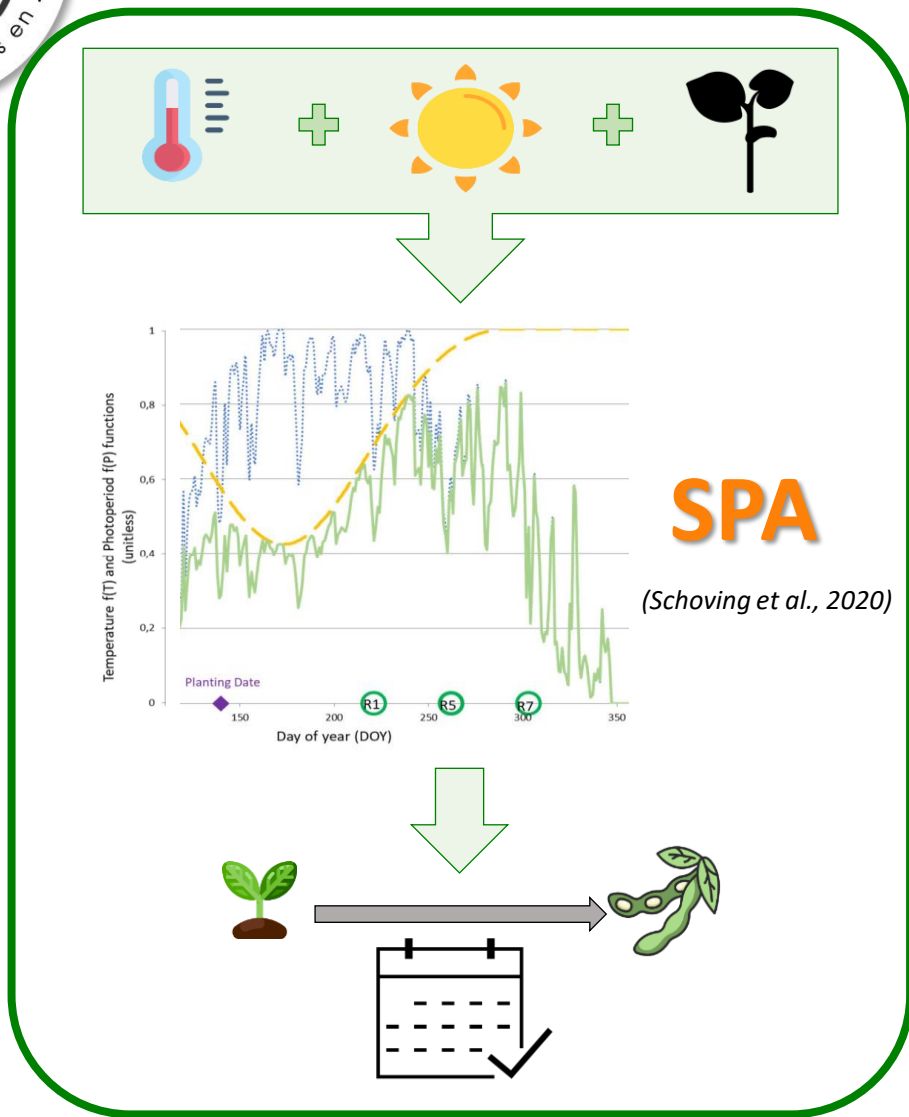 s en
Temperature f(T) and Photoperiod f(P) functions
(unitless)
1
0,8
0,6
0,4
0,2
0
Planting Date
R1
R5
R7
150
200
250
300
350
Day of year (DOY)
SPA
(Schoving et al., 2020)